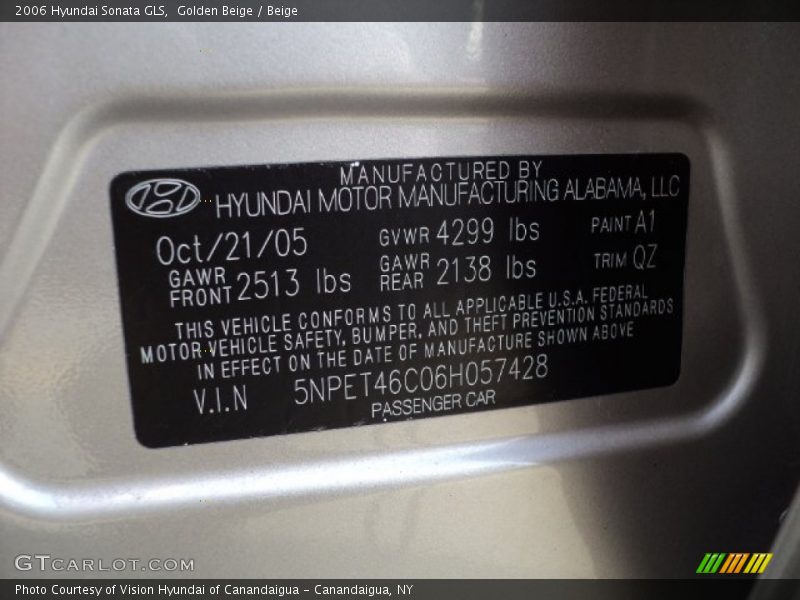 2006 Hyundai Sonata GLS,  Golden Beige / Beige
MANUFACTURED BY
HYUNDAI MOTOR MANUFACTURING ALABAMA, LLC
Oct/21/05 GVWR 4299 lbs PAINT A1
GAWR FRONT 2513 lbs GAWR REAR 2138 lbs TRIM QZ
THIS VEHICLE CONFORMS TO ALL APPLICABLE U.S.A. FEDERAL
MOTOR VEHICLE SAFETY, BUMPER, AND THEFT PREVENTION STANDARDS
IN EFFECT ON THE DATE OF MANUFACTURE SHOWN ABOVE
V.I.N 5NPET46C06H057428
PASSENGER CAR
GTCARLOT.COM
Photo Courtesy of Vision Hyundai of Canandaigua – Canandaigua, NY